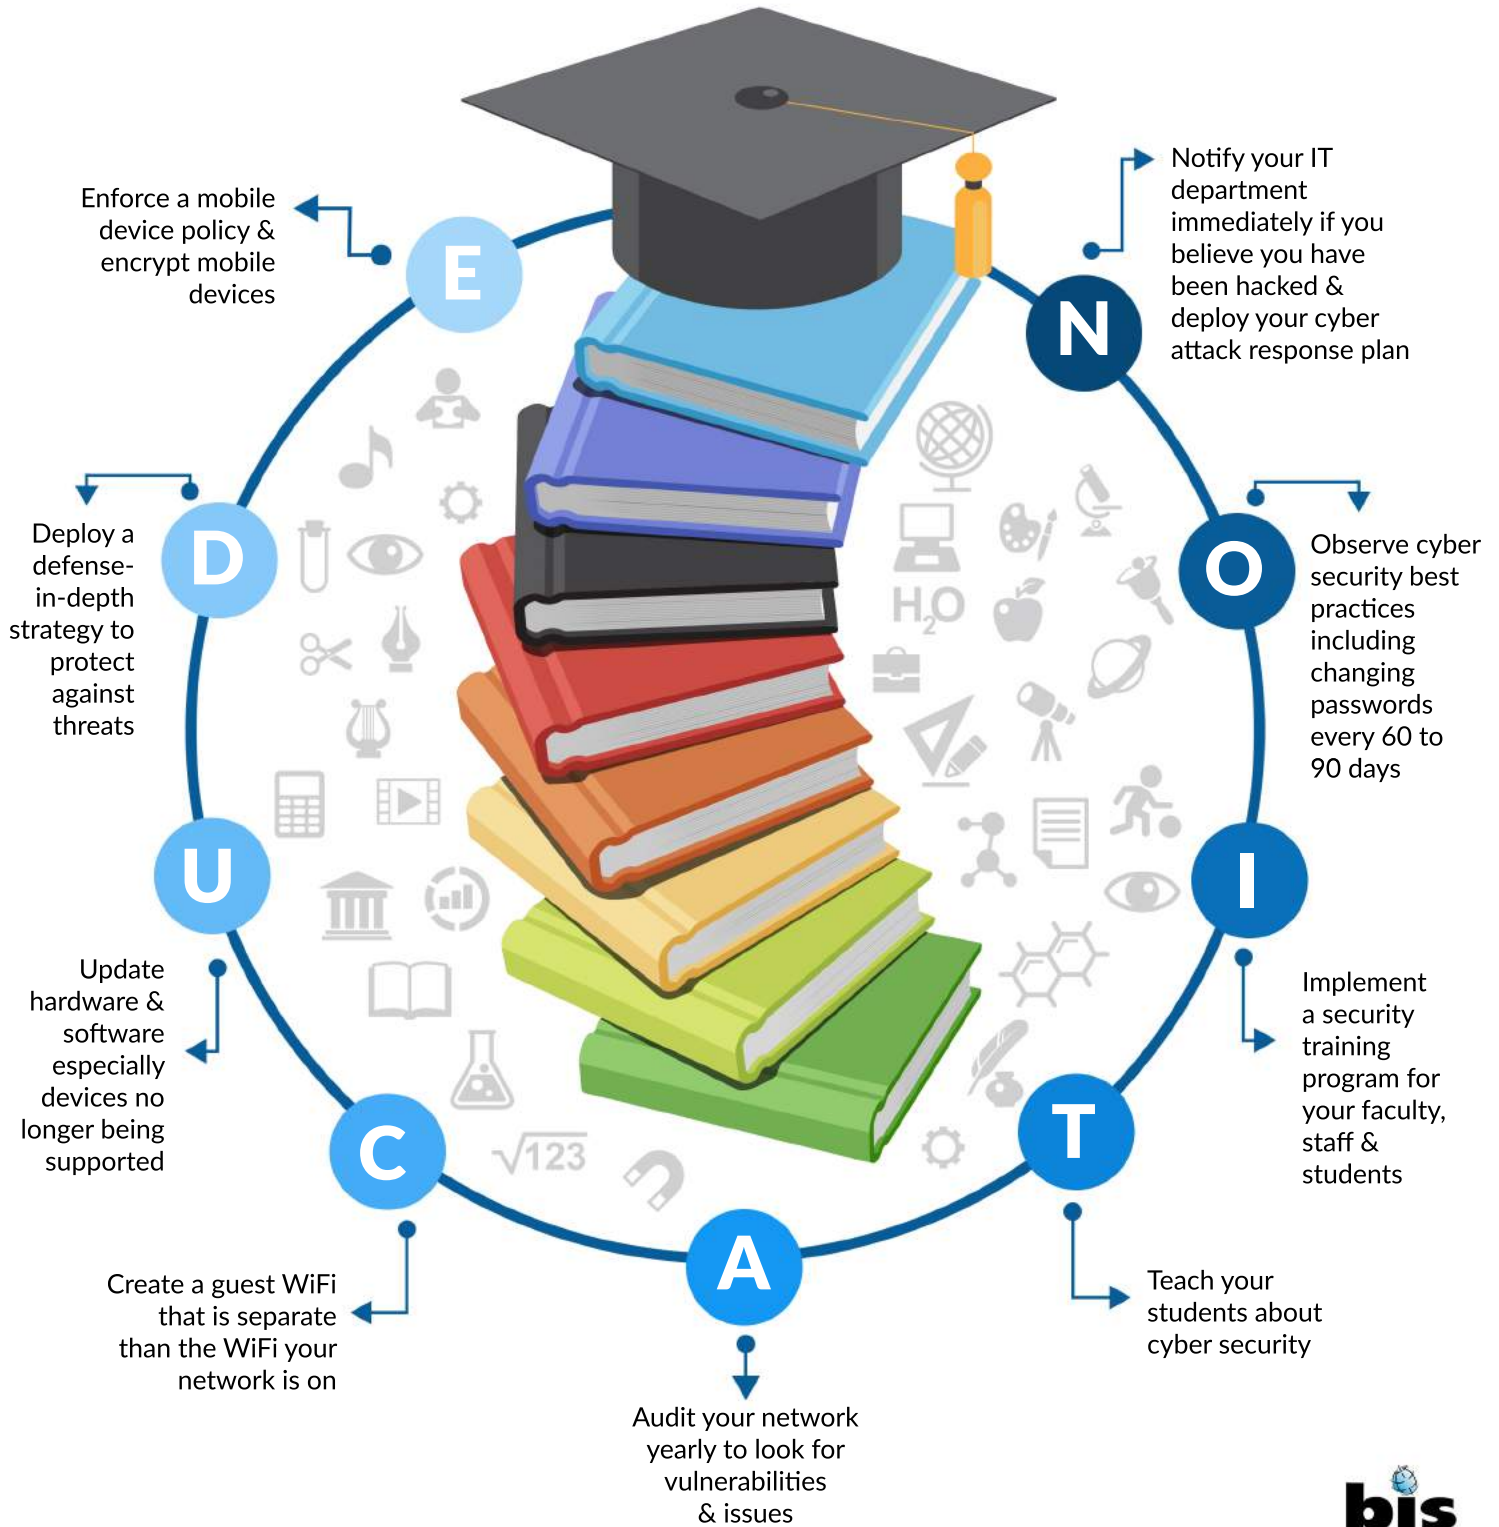 E
Enforce a mobile
device policy &
encrypt mobile
devices
D
Deploy a
defense-
in-depth
strategy to
protect
against
threats
U
Update
hardware &
software
especially
devices no
longer being
supported
C
Create a guest WiFi
that is separate
than the WiFi your
network is on
A
Audit your network
yearly to look for
vulnerabilities
& issues
T
Teach your
students about
cyber security
I
Implement
a security
training
program for
your faculty,
staff &
students
O
Observe cyber
security best
practices
including
changing
passwords
every 60 to
90 days
N
Notify your IT
department
immediately if you
believe you have
been hacked &
deploy your cyber
attack response plan
H₂O
√123
bis